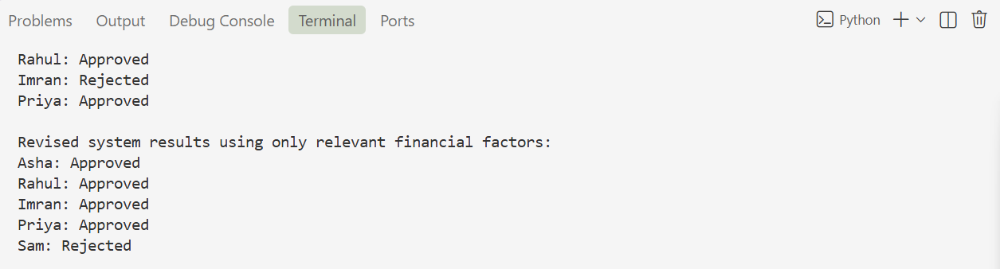 Problems Output Debug Console Terminal Ports Python
Rahul: Approved
Imran: Rejected
Priya: Approved
Revised system results using only relevant financial factors:
Asha: Approved
Rahul: Approved
Imran: Approved
Priya: Approved
Sam: Rejected